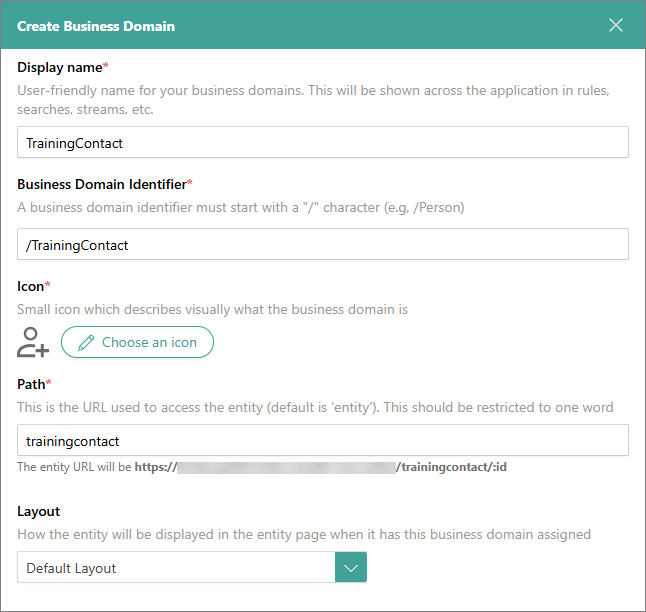 Create Business Domain
Display name*
User-friendly name for your business domains. This will be shown across the application in rules,
searches, streams, etc.
TrainingContact
Business Domain Identifier*
A business domain identifier must start with a "/" character (e.g, /Person)
/TrainingContact
Icon*
Small icon which describes visually what the business domain is
Choose an icon
Path*
This is the URL used to access the entity (default is 'entity'). This should be restricted to one word
trainingcontact
The entity URL will be https:// /trainingcontact/:id
Layout
How the entity will be displayed in the entity page when it has this business domain assigned
Default Layout